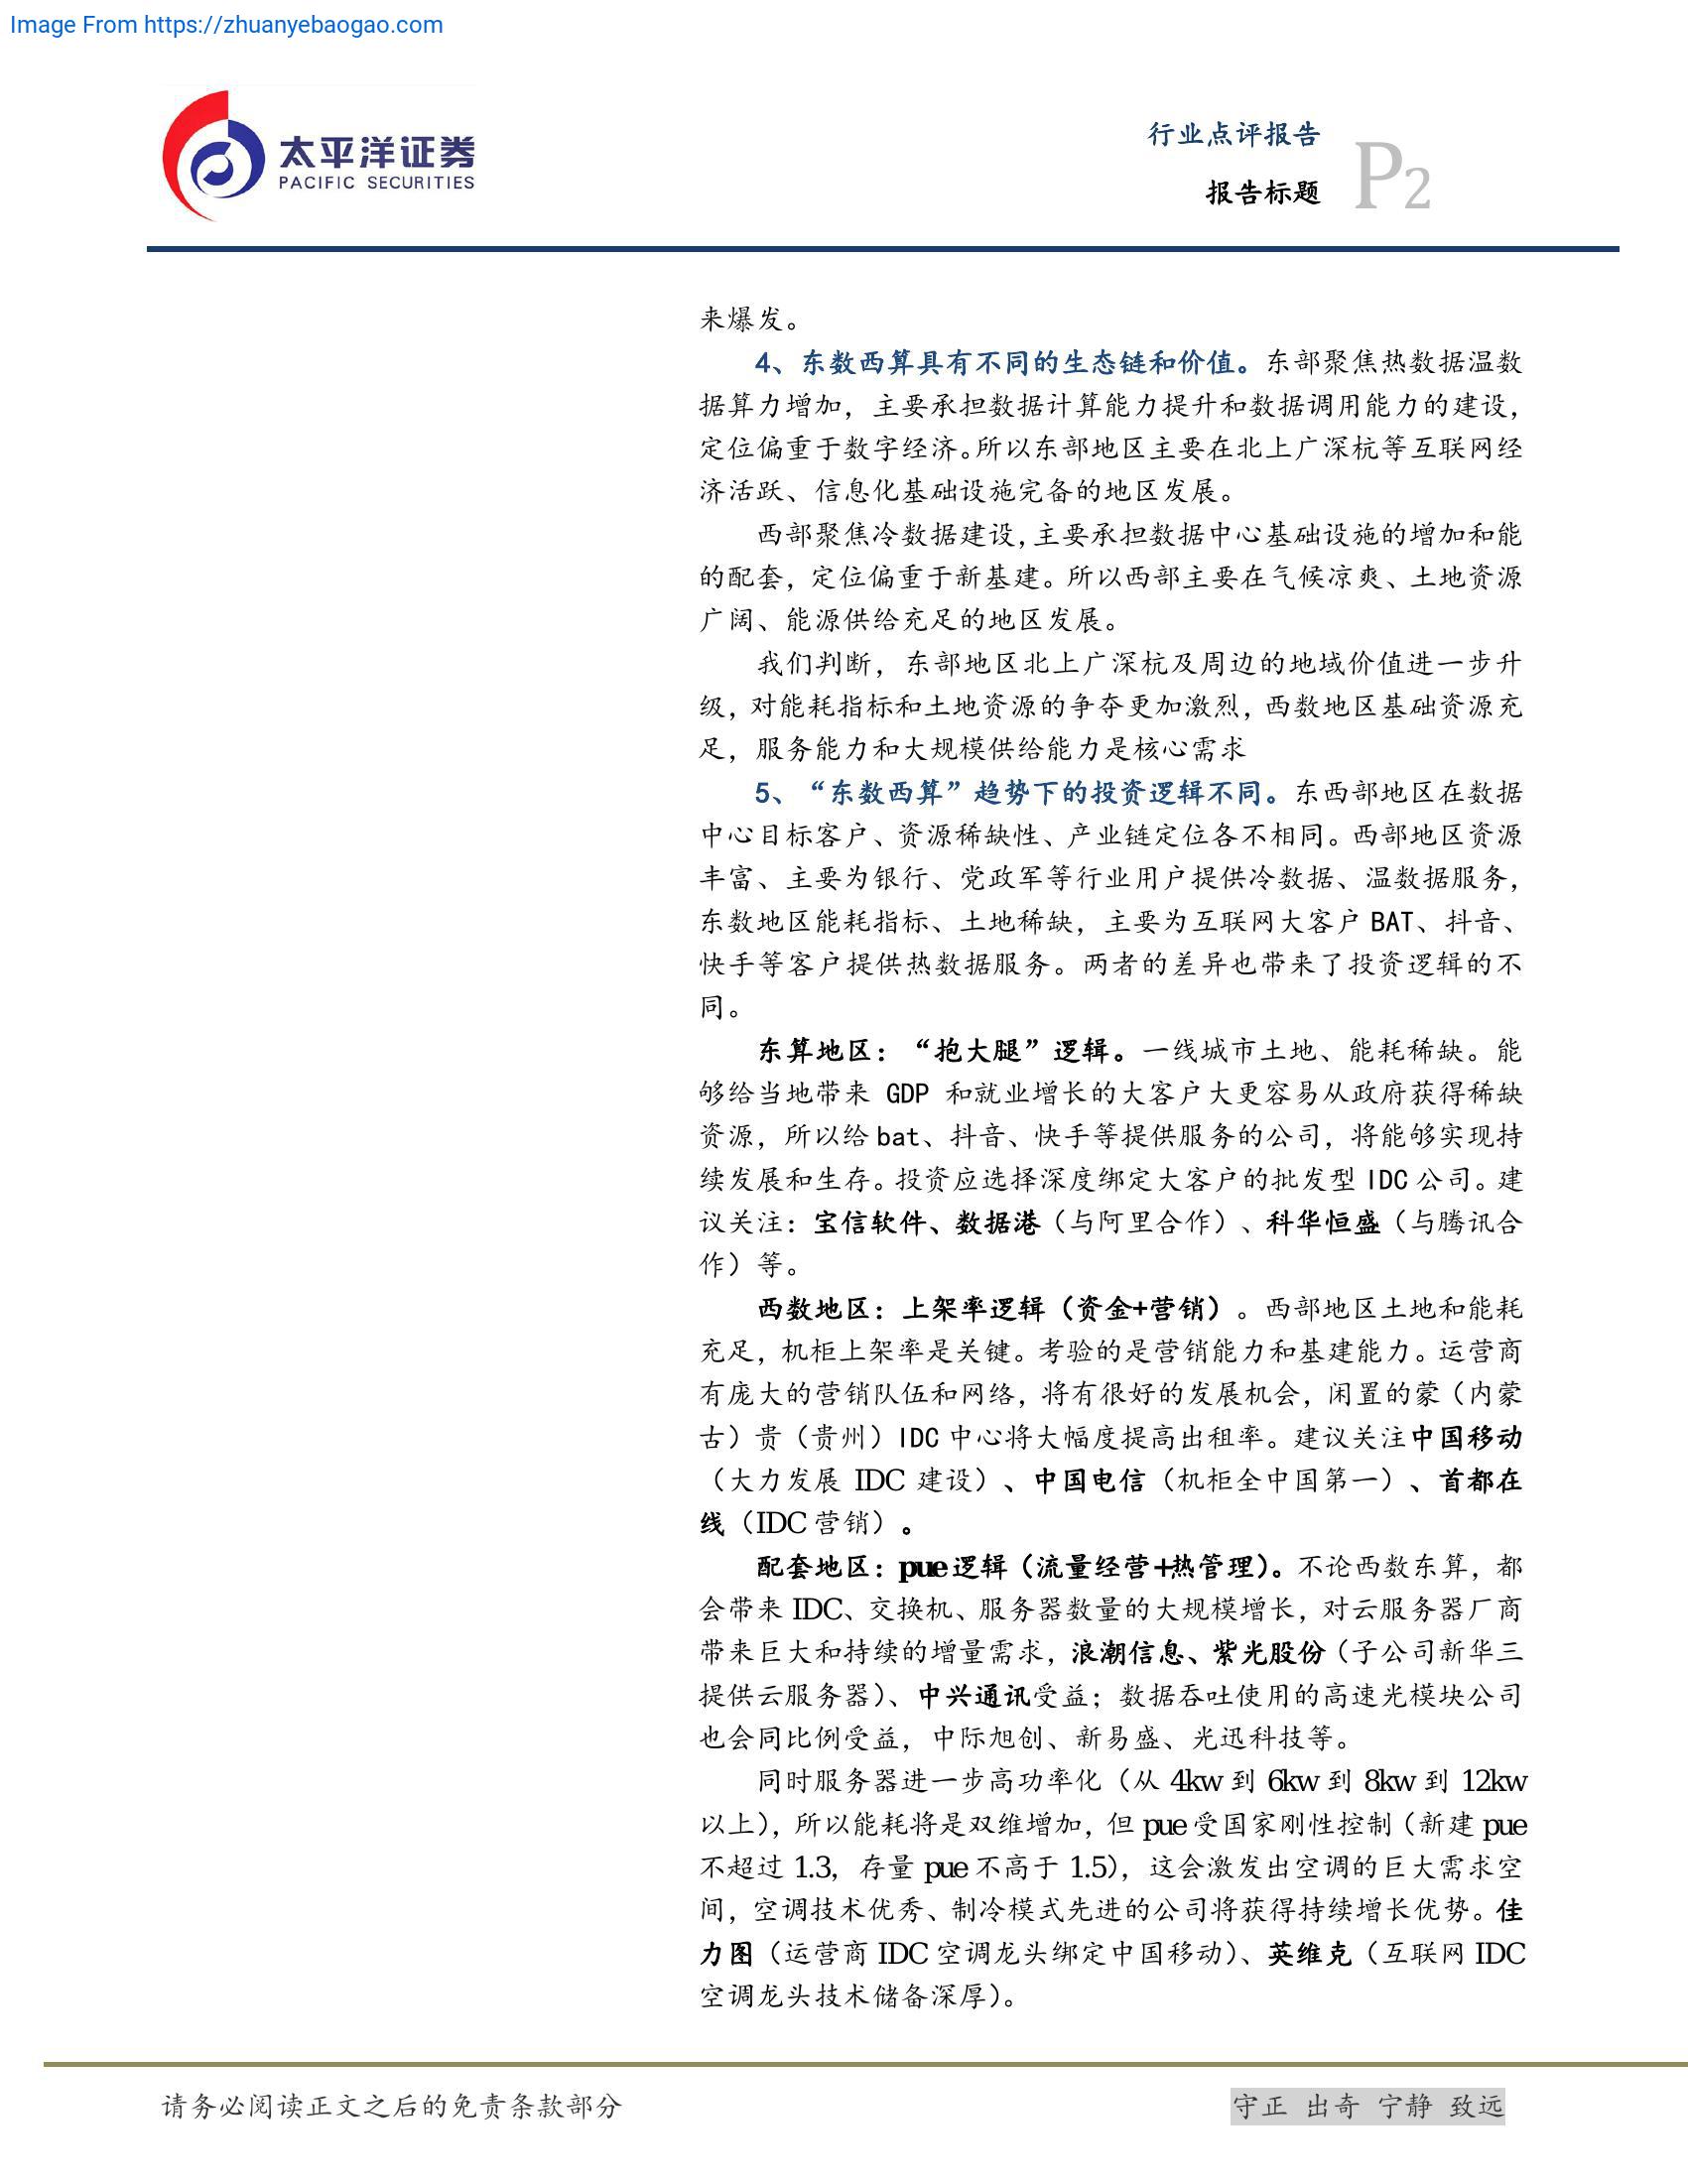 Image From https://zhuanyebaogao.com
太平洋证券
PACIFIC SECURITIES
行业点评报告
报告标题
P2
来爆发。
4、东数西算具有不同的生态链和价值。东部聚焦热数据温数
据算力增加，主要承担数据计算能力提升和数据调用能力的建设，
定位偏重于数字经济。所以东部地区主要在北上广深杭等互联网经
济活跃、信息化基础设施完备的地区发展。
西部聚焦冷数据建设，主要承担数据中心基础设施的增加和能
的配套，定位偏重于新基建。所以西部主要在气候凉爽、土地资源
广阔、能源供给充足的地区发展。
我们判断，东部地区北上广深杭及周边的地域价值进一步升
级，对能耗指标和土地资源的争夺更加激烈，西数地区基础资源充
足，服务能力和大规模供给能力是核心需求
5、“东数西算”趋势下的投资逻辑不同。东西部地区在数据
中心目标客户、资源稀缺性、产业链定位各不相同。西部地区资源
丰富、主要为银行、党政军等行业用户提供冷数据、温数据服务，
东数地区能耗指标、土地稀缺，主要为互联网大客户 BAT、抖音、
快手等客户提供热数据服务。两者的差异也带来了投资逻辑的不
同。
东算地区：“抱大腿”逻辑。一线城市土地、能耗稀缺。能
够给当地带来 GDP 和就业增长的大客户大更容易从政府获得稀缺
资源，所以给 bat、抖音、快手等提供服务的公司，将能够实现持
续发展和生存。投资应选择深度绑定大客户的批发型 IDC 公司。建
议关注：宝信软件、数据港（与阿里合作）、科华恒盛（与腾讯合
作）等。
西数地区：上架率逻辑（资金+营销）。西部地区土地和能耗
充足，机柜上架率是关键。考验的是营销能力和基建能力。运营商
有庞大的营销队伍和网络，将有很好的发展机会，闲置的蒙（内蒙
古）贵（贵州）IDC 中心将大幅度提高出租率。建议关注中国移动
（大力发展 IDC 建设）、中国电信（机柜全中国第一）、首都在
线（IDC 营销）。
配套地区：pue 逻辑（流量经营+热管理）。不论西数东算，都
会带来 IDC、交换机、服务器数量的大规模增长，对云服务器厂商
带来巨大和持续的增量需求，浪潮信息、紫光股份（子公司新华三
提供云服务器）、中兴通讯受益；数据吞吐使用的高速光模块公司
也会同比例受益，中际旭创、新易盛、光迅科技等。
同时服务器进一步高功率化（从 4kw 到 6kw 到 8kw 到 12kw
以上），所以能耗将是双维增加，但 pue 受国家刚性控制（新建 pue
不超过 1.3，存量 pue 不高于 1.5），这会激发出空调的巨大需求空
间，空调技术优秀、制冷模式先进的公司将获得持续增长优势。佳
力图（运营商 IDC 空调龙头绑定中国移动）、英维克（互联网 IDC
空调龙头技术储备深厚）。
请务必阅读正文之后的免责条款部分
守正 出奇 宁静 致远